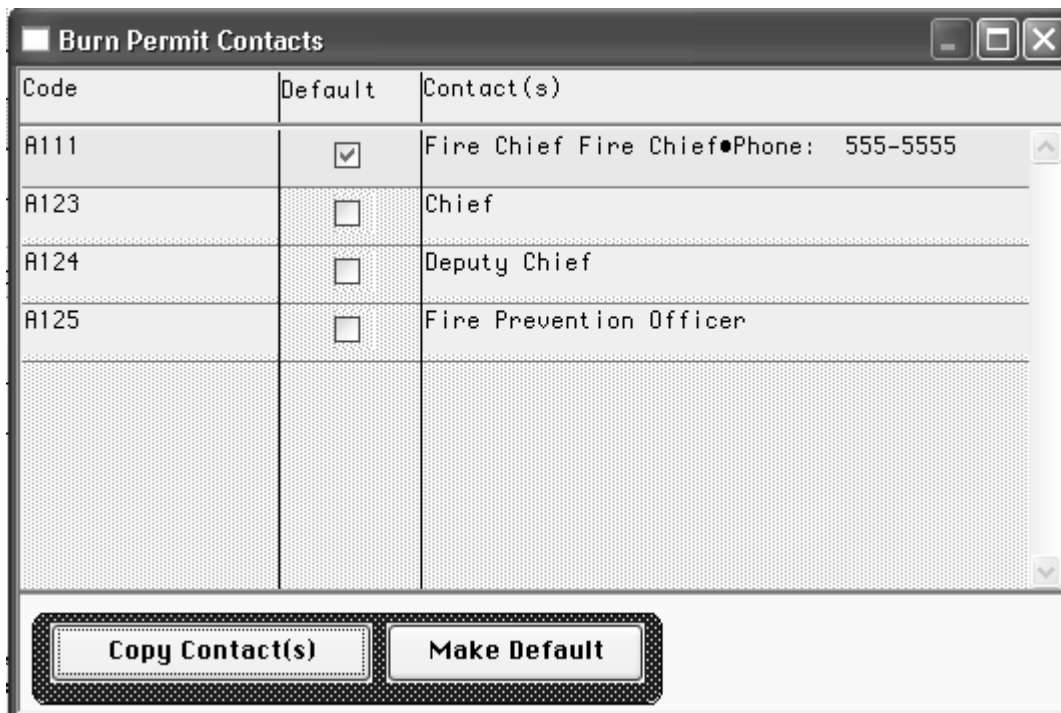 Burn Permit Contacts
Code Default Contact(s)
A111 Fire Chief Fire Chief•Phone: 555-5555
A123 Chief
A124 Deputy Chief
A125 Fire Prevention Officer
Copy Contact(s) Make Default